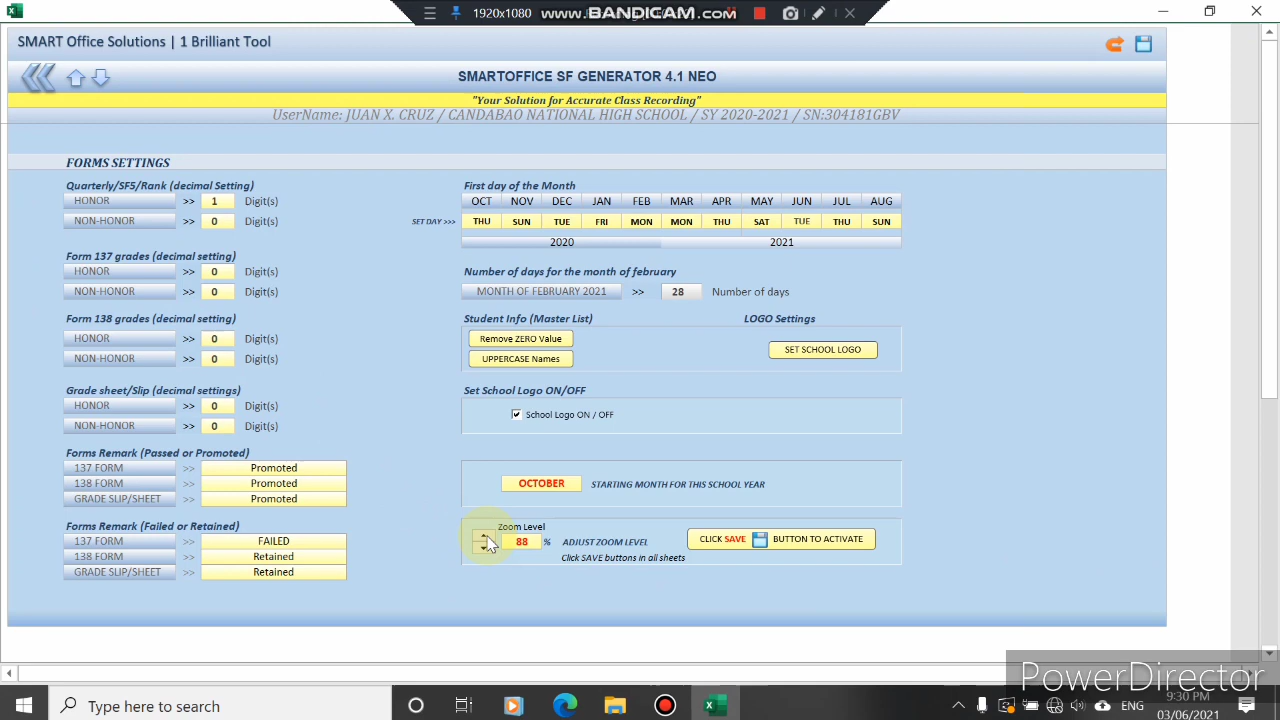 1920x1080
www.BANDICAM.com
SMART Office Solutions | 1 Brilliant Tool
SMARTOFFICE SF GENERATOR 4.1 NEO
"Your Solution for Accurate Class Recording"
UserName: JUAN X. CRUZ / CANDABAO NATIONAL HIGH SCHOOL / SY 2020-2021 / SN:304181GBV
FORMS SETTINGS
Quarterly/SF5/Rank (decimal Setting)
HONOR >> 1 Digit(s)
NON-HONOR >> 0 Digit(s)
Form 137 grades (decimal setting)
HONOR >> 0 Digit(s)
NON-HONOR >> 0 Digit(s)
Form 138 grades (decimal setting)
HONOR >> 0 Digit(s)
NON-HONOR >> 0 Digit(s)
Grade sheet/Slip (decimal settings)
HONOR >> 0 Digit(s)
NON-HONOR >> 0 Digit(s)
Forms Remark (Passed or Promoted)
137 FORM >> Promoted
138 FORM >> Promoted
GRADE SLIP/SHEET >> Promoted
Forms Remark (Failed or Retained)
137 FORM >> FAILED
138 FORM >> Retained
GRADE SLIP/SHEET >> Retained
First day of the Month
OCT NOV DEC JAN FEB MAR APR MAY JUN JUL AUG
SET DAY >>> THU SUN TUE FRI MON MON THU SAT TUE THU SUN
2020 2021
Number of days for the month of february
MONTH OF FEBRUARY 2021 >> 28 Number of days
Student Info (Master List) LOGO Settings
Remove ZERO Value
SET SCHOOL LOGO
UPPERCASE Names
Set School Logo ON/OFF
School Logo ON / OFF
OCTOBER STARTING MONTH FOR THIS SCHOOL YEAR
Zoom Level
88 % ADJUST ZOOM LEVEL CLICK SAVE BUTTON TO ACTIVATE
Click SAVE buttons in all sheets
PowerDirector
Type here to search
ENG
9:30 PM
03/06/2021